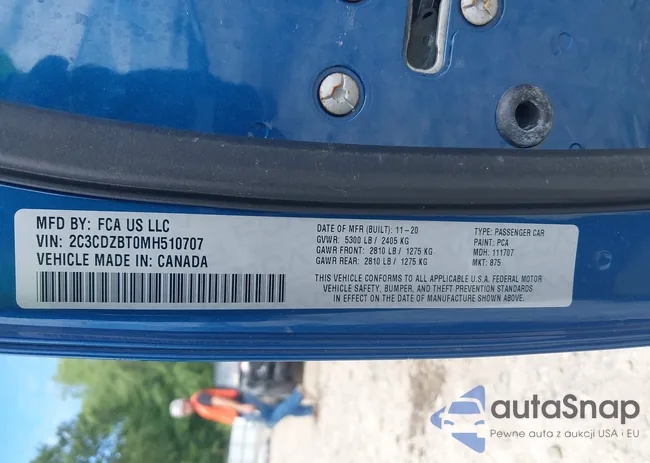 MFD BY: FCA US LLC
VIN: 2C3CDZBT0MH510707
VEHICLE MADE IN: CANADA
DATE OF MFR (BUILT): 11-20
GVWR: 5300 LB / 2405 KG
GAWR FRONT: 2810 LB / 1275 KG
GAWR REAR: 2810 LB / 1275 KG
TYPE: PASSENGER CAR
PAINT: PCA
MDH: 111707
MKT: 875
THIS VEHICLE CONFORMS TO ALL APPLICABLE U.S.A. FEDERAL MOTOR
VEHICLE SAFETY, BUMPER, AND THEFT PREVENTION STANDARDS
IN EFFECT ON THE DATE OF MANUFACTURE SHOWN ABOVE.
autaSnap
Pewne auta z aukcji USA i EU